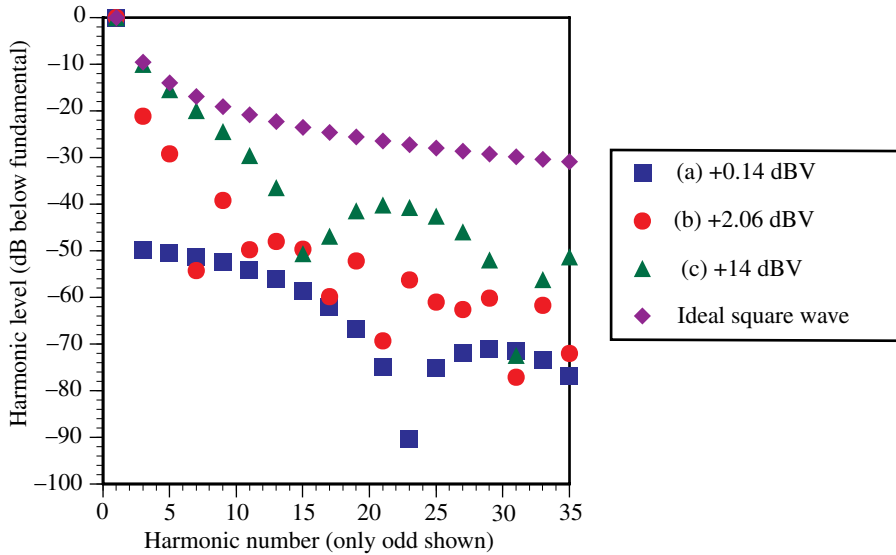 Harmonic level (dB below fundamental)
0
–10
–20
–30
–40
–50
–60
–70
–80
–90
–100
0 5 10 15 20 25 30 35
Harmonic number (only odd shown)
(a) +0.14 dBV
(b) +2.06 dBV
(c) +14 dBV
Ideal square wave